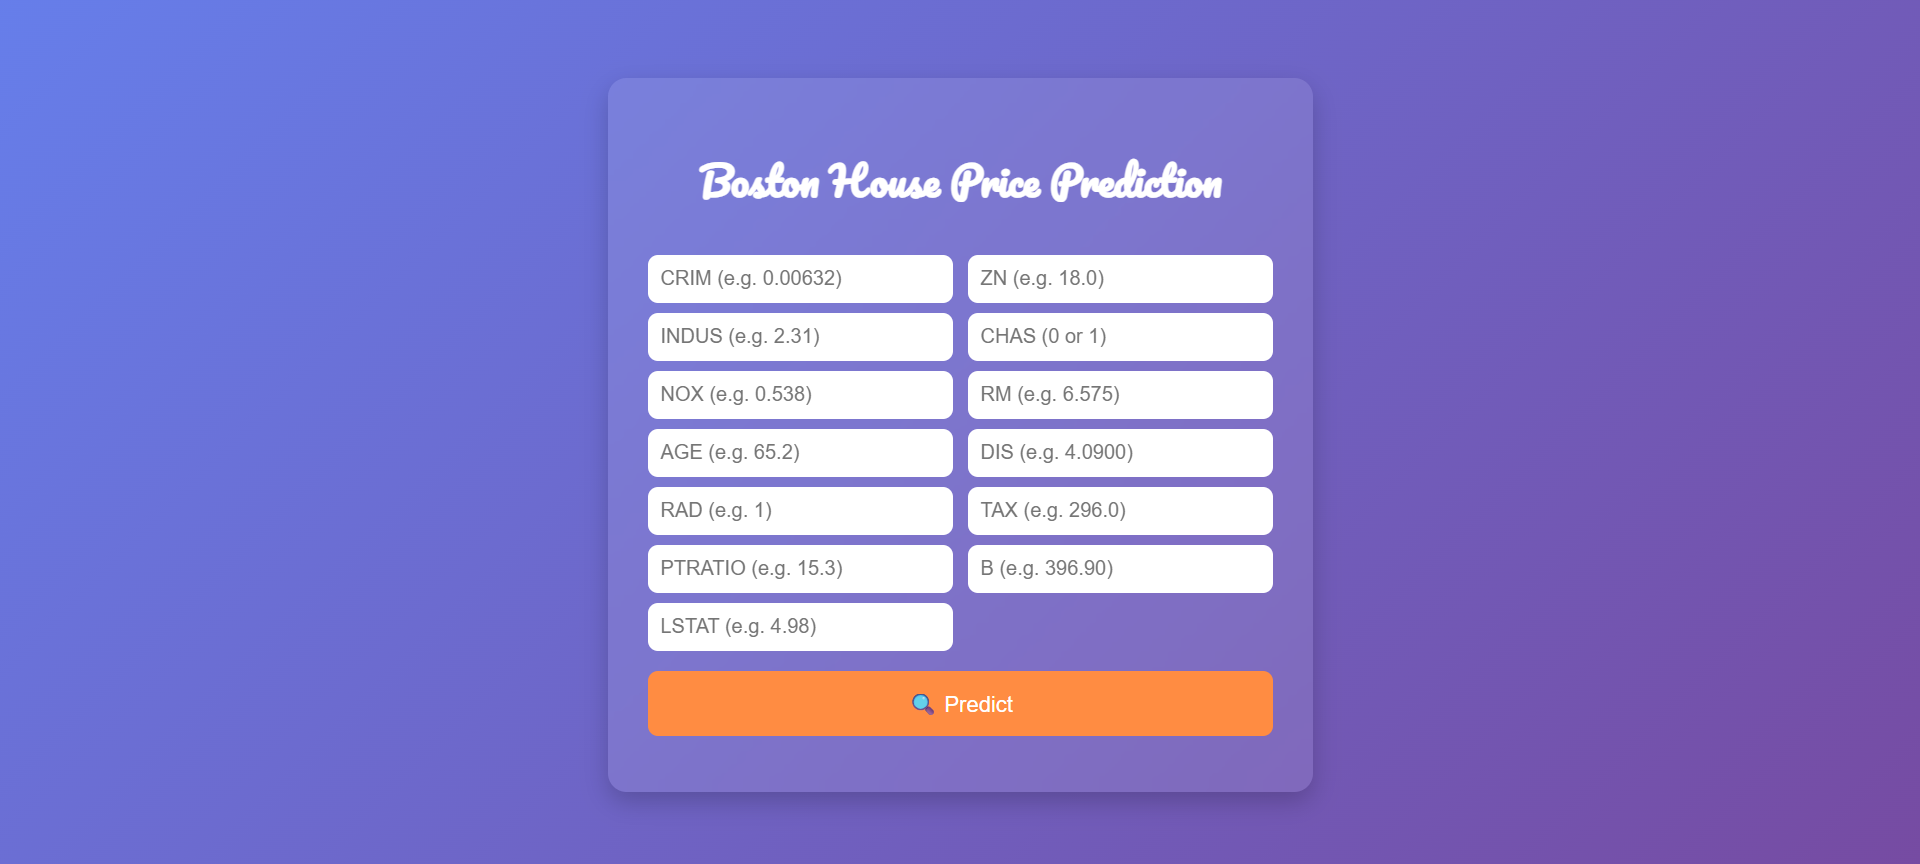 Boston House Price Prediction
CRIM (e.g. 0.00632)
ZN (e.g. 18.0)
INDUS (e.g. 2.31)
CHAS (0 or 1)
NOX (e.g. 0.538)
RM (e.g. 6.575)
AGE (e.g. 65.2)
DIS (e.g. 4.0900)
RAD (e.g. 1)
TAX (e.g. 296.0)
PTRATIO (e.g. 15.3)
B (e.g. 396.90)
LSTAT (e.g. 4.98)
Predict